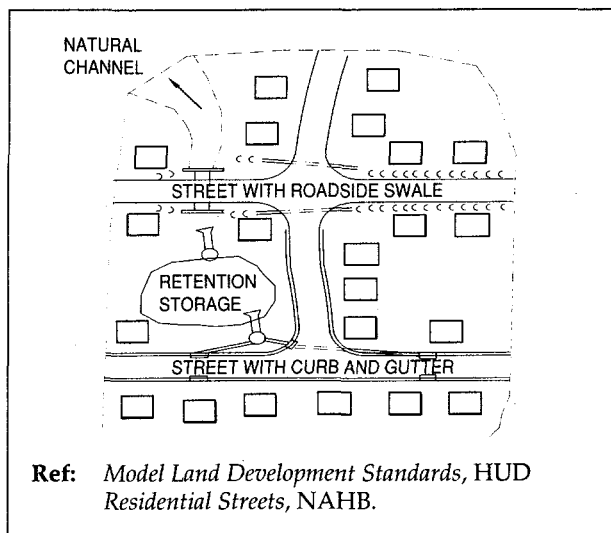 NATURAL
CHANNEL
STREET WITH ROADSIDE SWALE
RETENTION
STORAGE
STREET WITH CURB AND GUTTER
Ref: Model Land Development Standards, HUD
Residential Streets, NAHB.